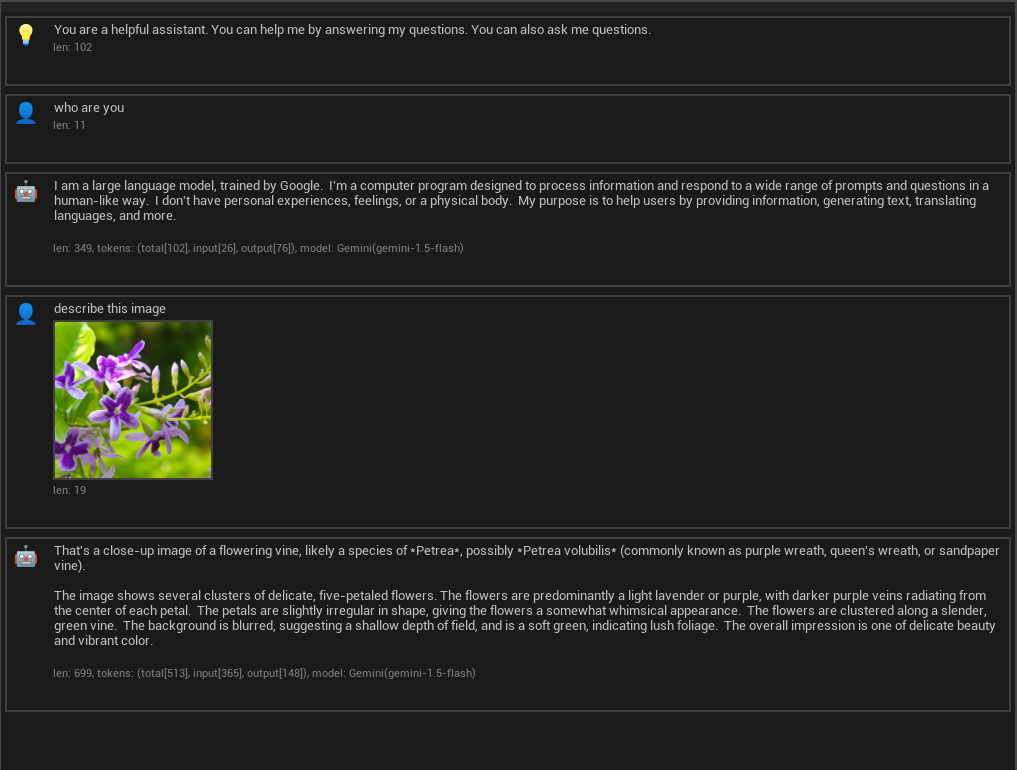 You are a helpful assistant. You can help me by answering my questions. You can also ask me questions.
len: 102
who are you
len: 11
I am a large language model, trained by Google.  I'm a computer program designed to process information and respond to a wide range of prompts and questions in a
human-like way.  I don't have personal experiences, feelings, or a physical body.  My purpose is to help users by providing information, generating text, translating
languages, and more.
len: 349, tokens: (total[102], input[26], output[76]), model: Gemini(gemini-1.5-flash)
describe this image
len: 19
That's a close-up image of a flowering vine, likely a species of *Petrea*, possibly *Petrea volubilis* (commonly known as purple wreath, queen's wreath, or sandpaper
vine).
The image shows several clusters of delicate, five-petaled flowers. The flowers are predominantly a light lavender or purple, with darker purple veins radiating from
the center of each petal.  The petals are slightly irregular in shape, giving the flowers a somewhat whimsical appearance.  The flowers are clustered along a slender,
green vine.  The background is blurred, suggesting a shallow depth of field, and is a soft green, indicating lush foliage.  The overall impression is one of delicate beauty
and vibrant color.
len: 699, tokens: (total[513], input[365], output[148]), model: Gemini(gemini-1.5-flash)